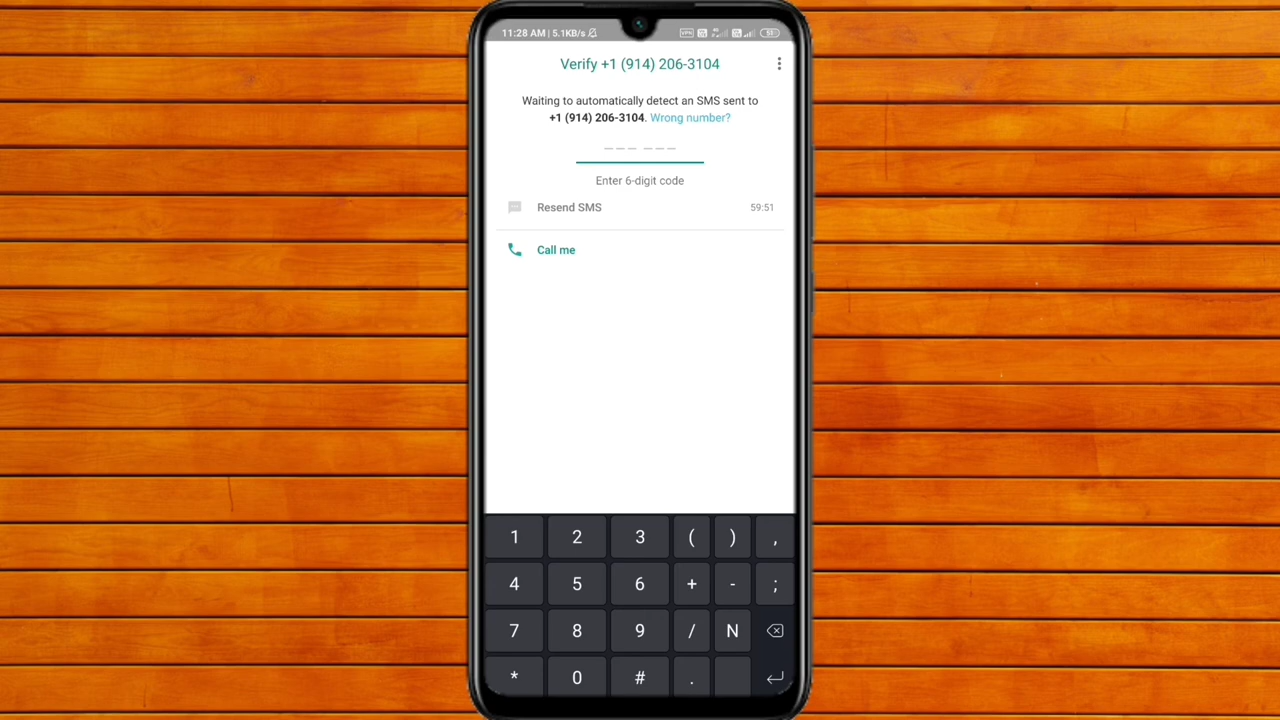 11:28 AM | 5.1KB/s
VPN 53
Verify +1 (914) 206-3104
Waiting to automatically detect an SMS sent to
+1 (914) 206-3104. Wrong number?
Enter 6-digit code
Resend SMS 59:51
Call me
1 2 3 ( ) ,
4 5 6 + - ;
7 8 9 / N
* 0 # .